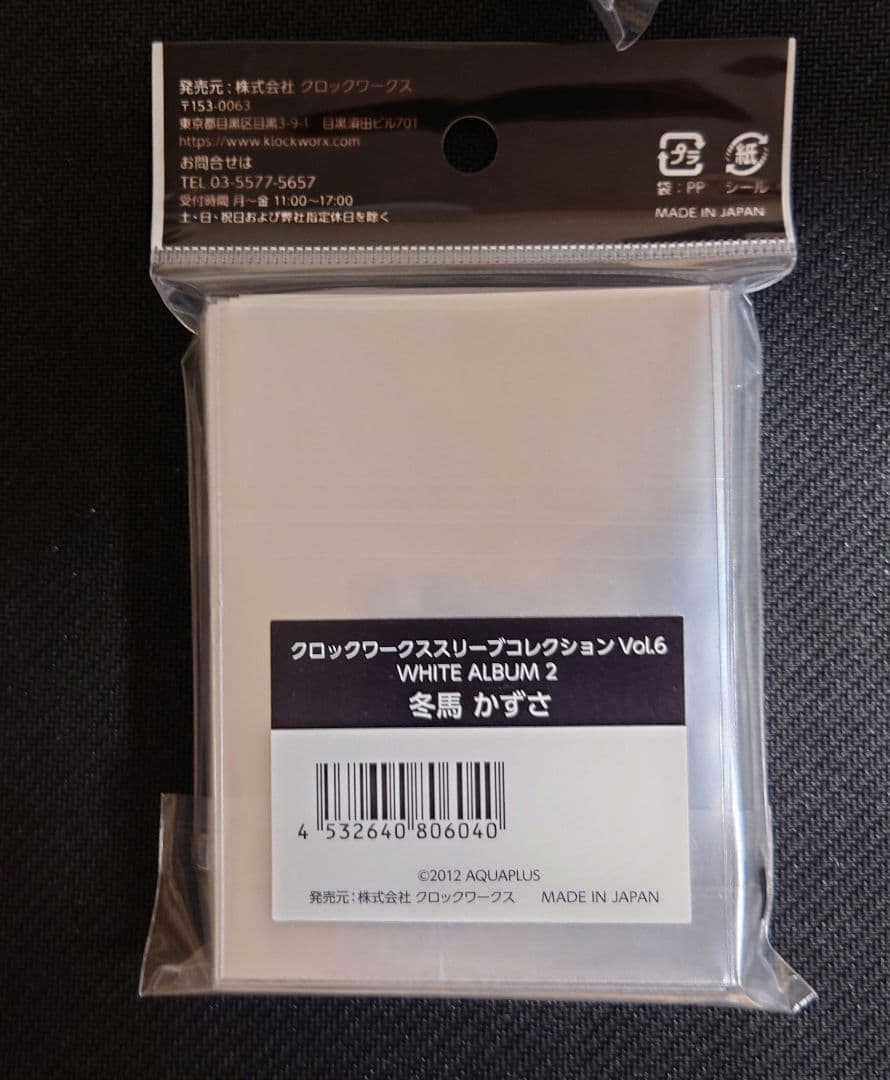 発売元：株式会社 クロックワークス
〒153-0063
東京都目黒区目黒3-9-1 目黒須田ビル701
https://www.klockworx.com
お問合せは
TEL 03-5577-5657
受付時間 月～金 11:00～17:00
土・日・祝日および弊社指定休日を除く
プラ 紙
袋：PP シール
MADE IN JAPAN
クロックワークススリーブコレクション Vol.6
WHITE ALBUM 2
冬馬 かずさ
4 532640 806040
©2012 AQUAPLUS
発売元：株式会社 クロックワークス MADE IN JAPAN